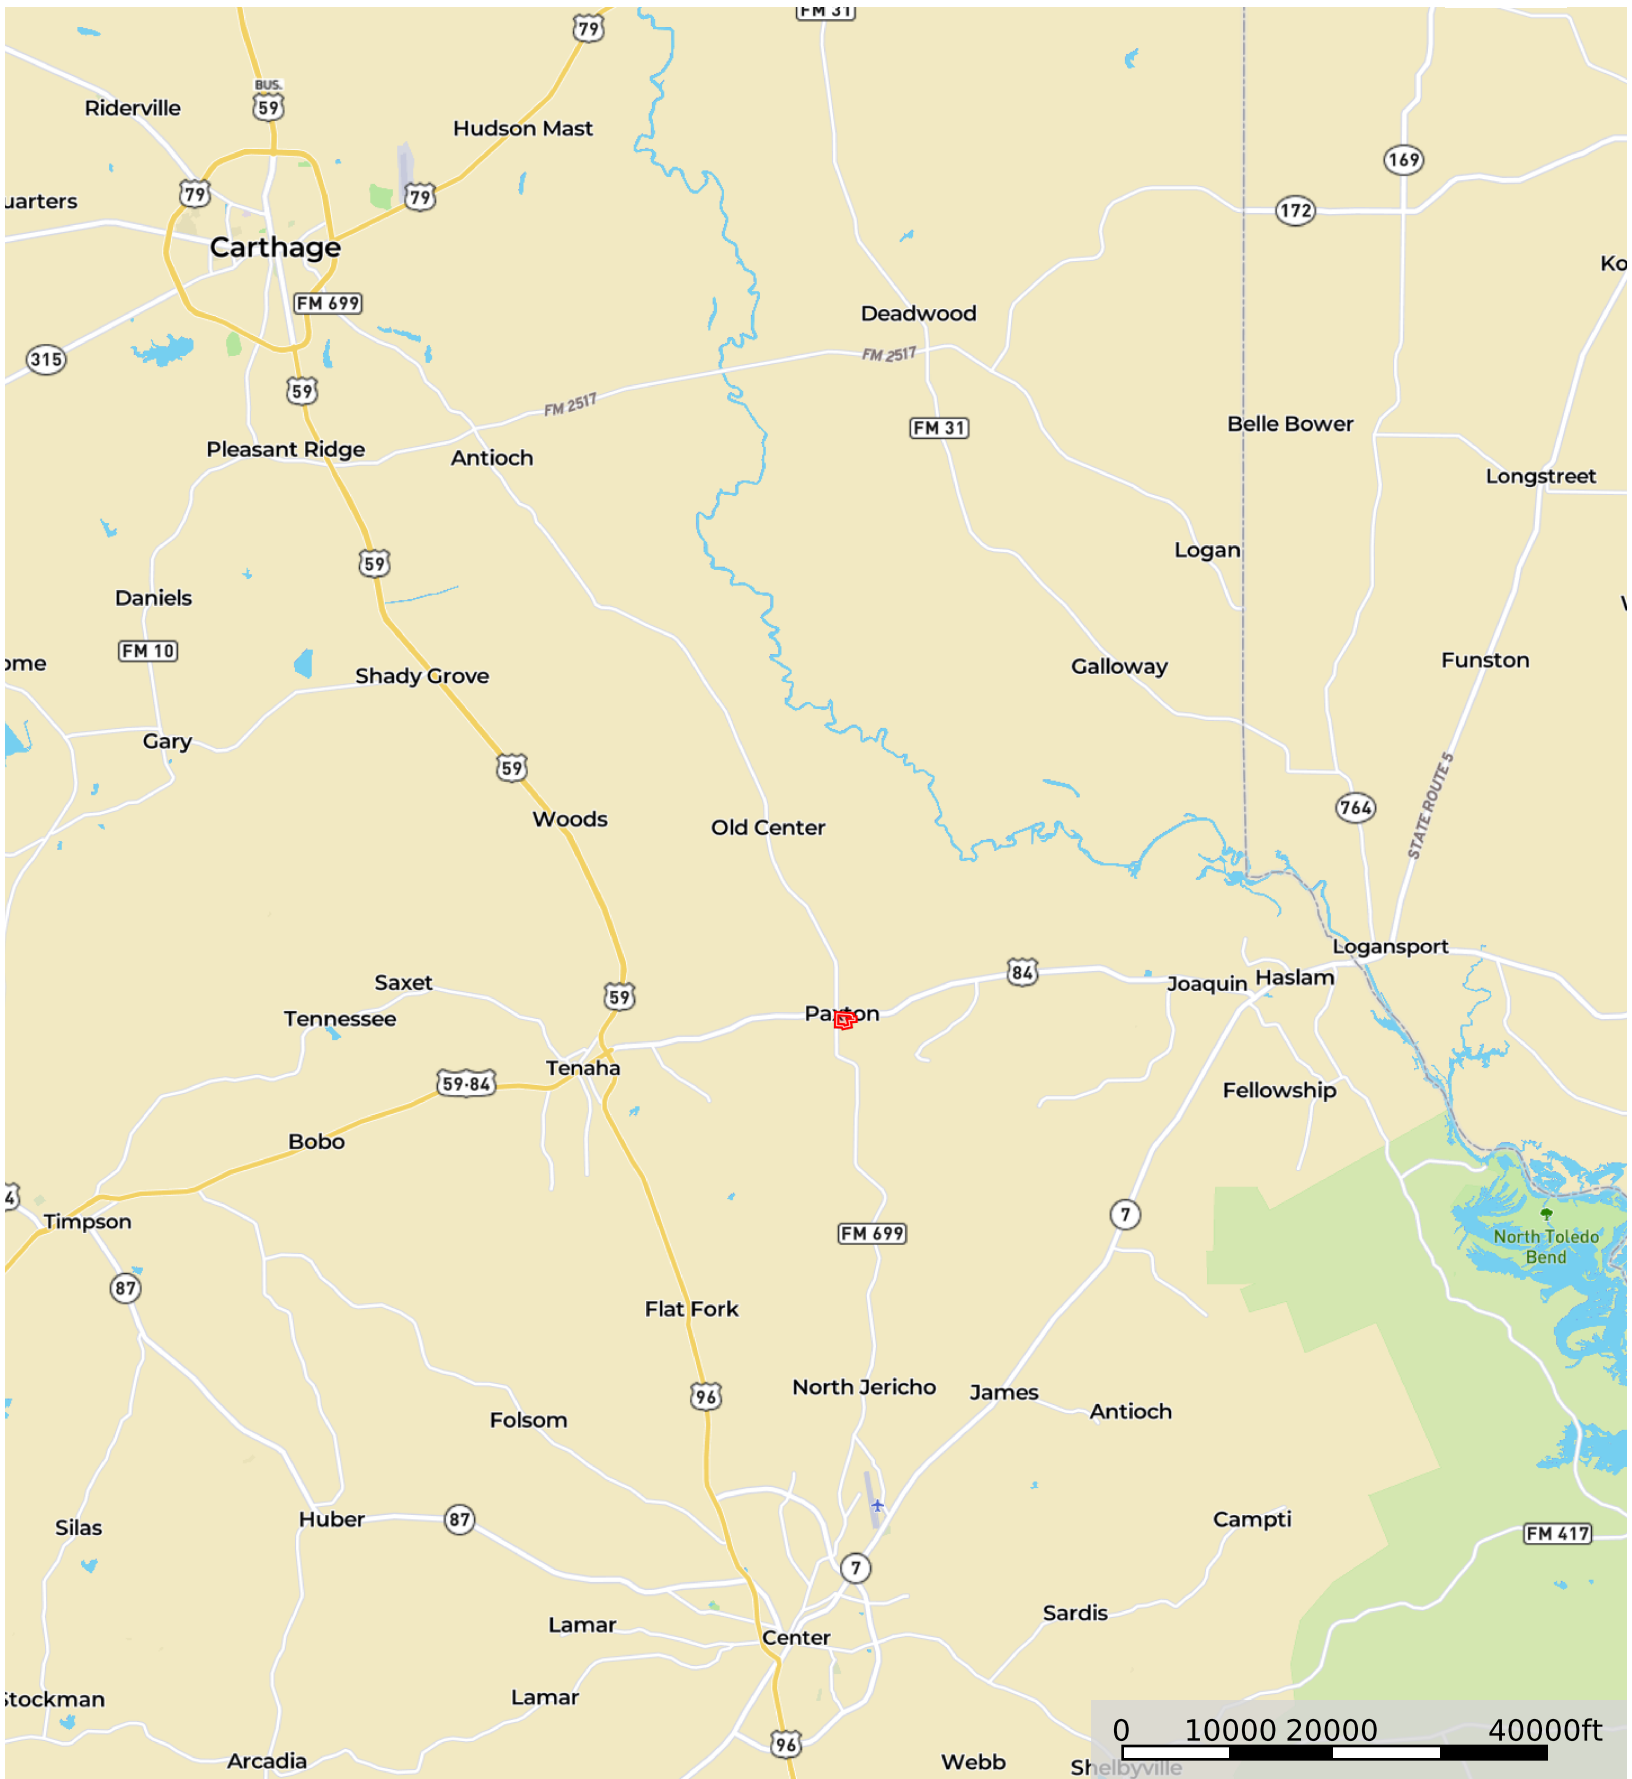 FM 31
79
BUS.
59
Riderville
Hudson Mast
169
79
79
uarters
172
Carthage
Ko
FM 699
Deadwood
315
FM 2517
59
FM 2517
Belle Bower
FM 31
Pleasant Ridge
Antioch
Longstreet
Logan
59
Daniels
FM 10
ome
Shady Grove
Galloway
Funston
Gary
59
STATE ROUTE 5
764
Woods
Old Center
Logansport
84
Saxet
Joaquin
Haslam
59
Tennessee
Paxton
Tenaha
59-84
Fellowship
Bobo
4
Timpson
7
FM 699
North Toledo
Bend
87
Flat Fork
North Jericho
James
96
Antioch
Folsom
Silas
Huber
87
Campti
FM 417
7
Sardis
Lamar
Center
Stockman
Lamar
0 10000 20000 40000ft
96
Arcadia
Webb
Shelbyville